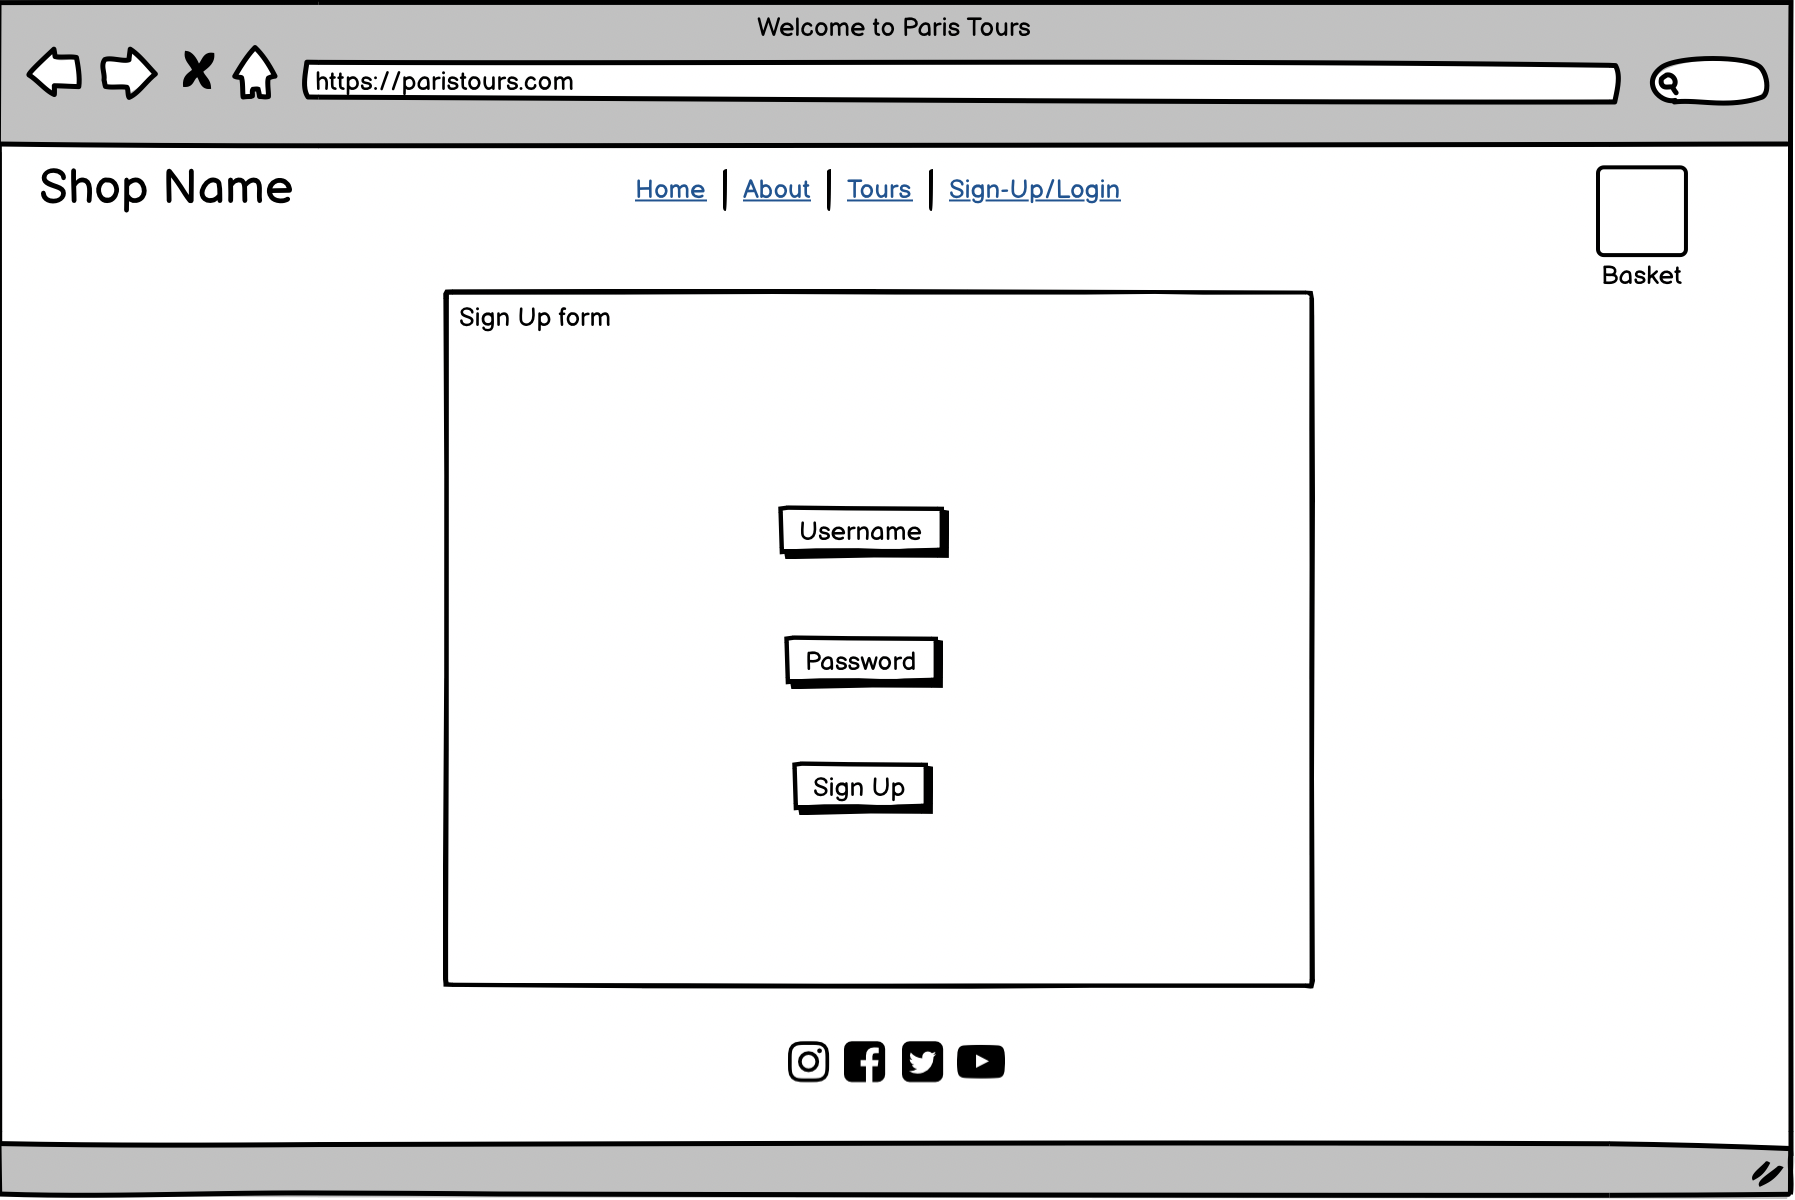 Welcome to Paris Tours
https://paristours.com
Shop Name
Home | About | Tours | Sign-Up/Login
Basket
Sign Up form
Username
Password
Sign Up